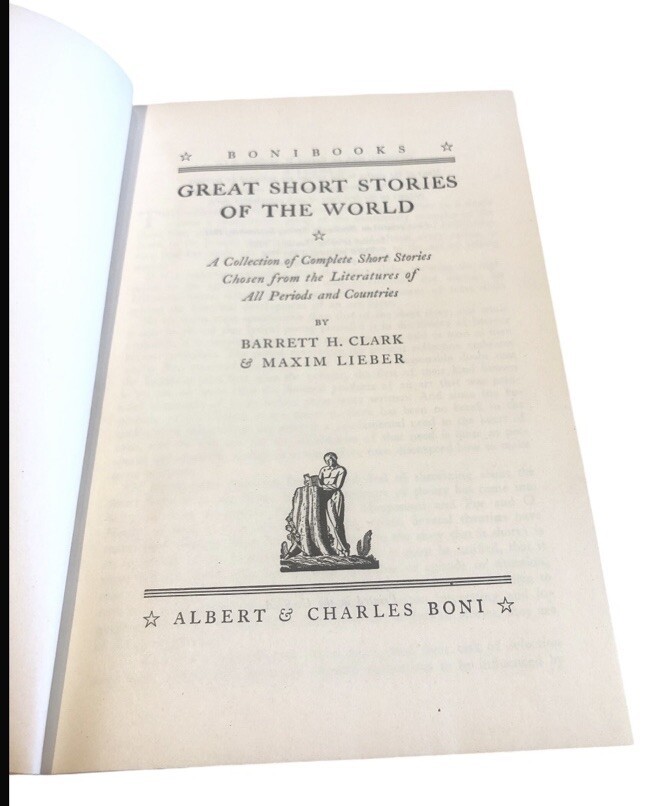 ☆ BONIBOOKS ☆
GREAT SHORT STORIES
OF THE WORLD
☆
A Collection of Complete Short Stories
Chosen from the Literatures of
All Periods and Countries
BY
BARRETT H. CLARK
& MAXIM LIEBER
☆ ALBERT & CHARLES BONI ☆